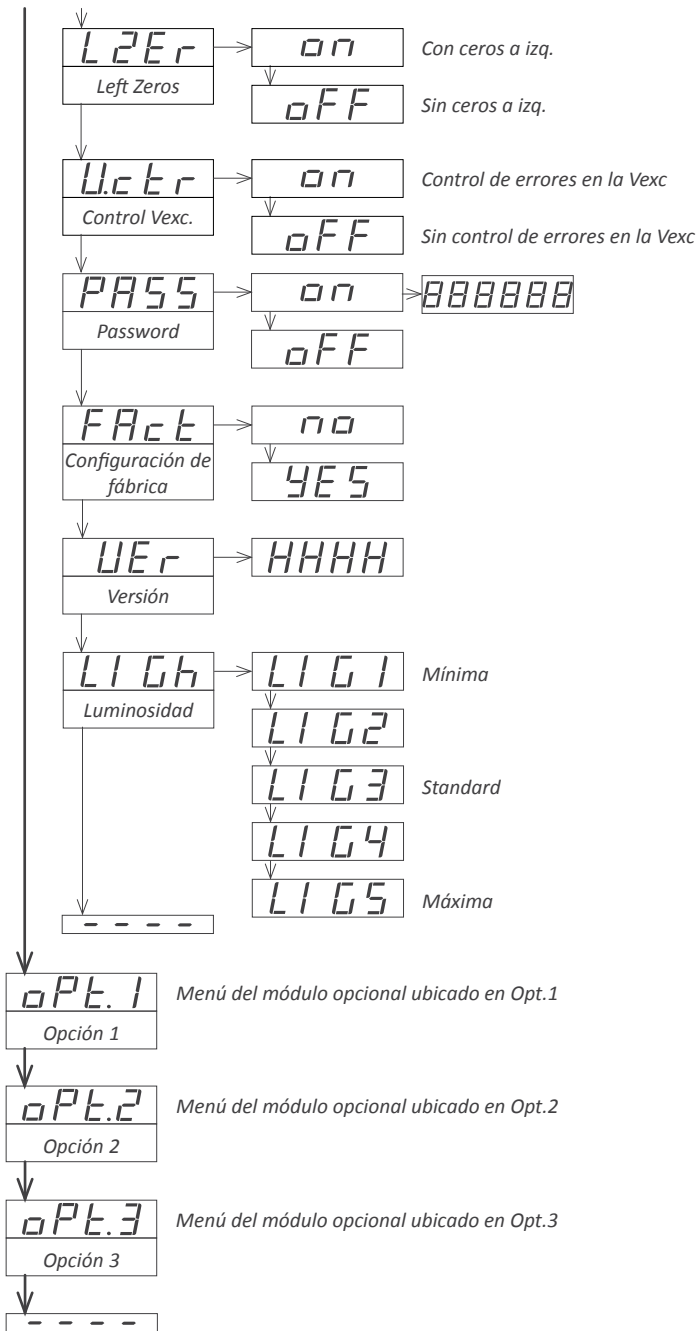 LZEr on Con ceros a izq.
Left Zeros
oFF Sin ceros a izq.
U.ctr on Control de errores en la Vexc
Control Vexc.
oFF Sin control de errores en la Vexc
PASS on 888888
Password
oFF
FAct no
Configuración de
fábrica
YES
VEr HHHH
Versión
LIGh LIG1 Mínima
Luminosidad
LIG2
LIG3 Standard
LIG4
LIG5 Máxima
----
oPt.1 Menú del módulo opcional ubicado en Opt.1
Opción 1
oPt.2 Menú del módulo opcional ubicado en Opt.2
Opción 2
oPt.3 Menú del módulo opcional ubicado en Opt.3
Opción 3
----